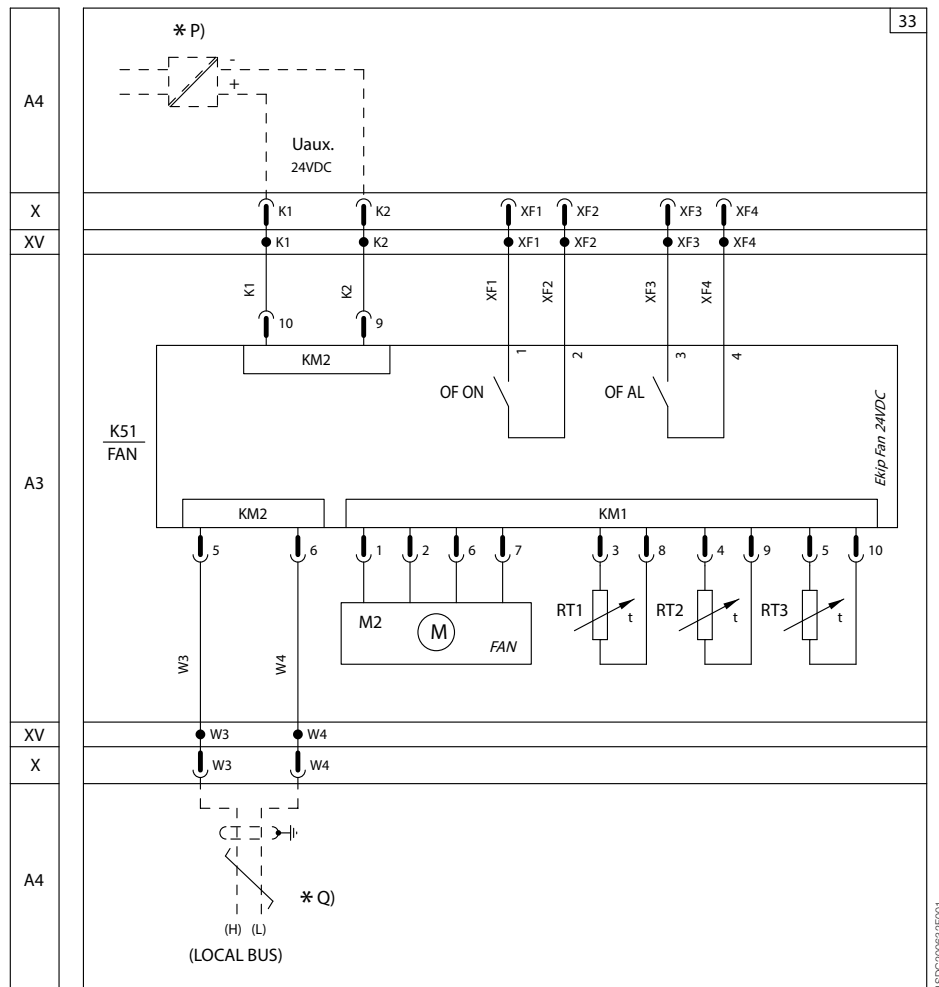 33
* P)
-
+
A4
Uaux.
24VDC
X
K1
K2
XF1
XF2
XF3
XF4
XV
K1
K2
XF1
XF2
XF3
XF4
K1
K2
XF1
XF2
XF3
XF4
10
9
1
2
3
4
KM2
OF ON
OF AL
Ekip Fan 24VDC
K51
FAN
A3
KM2
KM1
5
6
1
2
6
7
3
8
4
9
5
10
M2
M
FAN
RT1
t
RT2
t
RT3
t
W3
W4
XV
W3
W4
X
W3
W4
A4
* Q)
(H)
(L)
(LOCAL BUS)